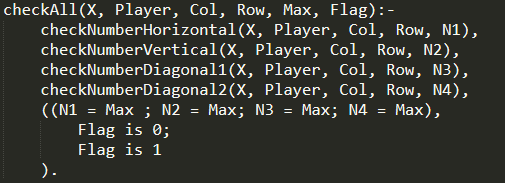 checkAll(X, Player, Col, Row, Max, Flag):-
checkNumberHorizontal(X, Player, Col, Row, N1),
checkNumberVertical(X, Player, Col, Row, N2),
checkNumberDiagonal1(X, Player, Col, Row, N3),
checkNumberDiagonal2(X, Player, Col, Row, N4),
((N1 = Max ; N2 = Max; N3 = Max; N4 = Max),
Flag is 0;
Flag is 1
).